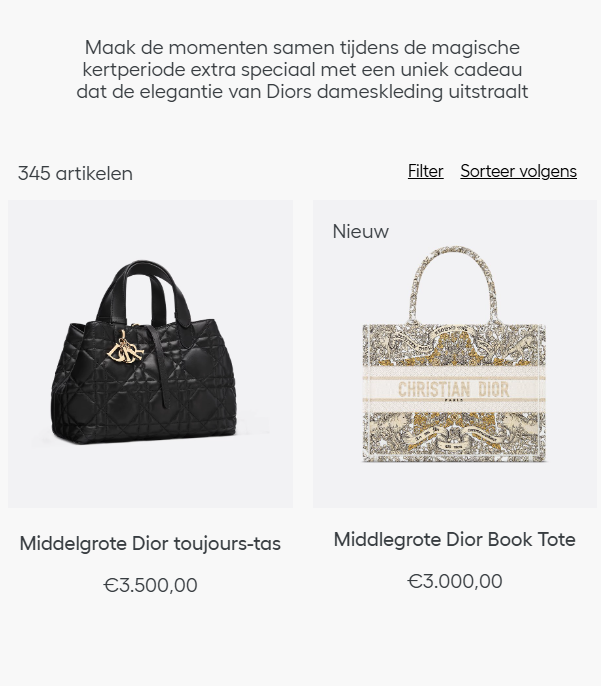 Maak de momenten samen tijdens de magische
kertperiode extra speciaal met een uniek cadeau
dat de elegantie van Diors dameskleding uitstraalt
345 artikelen
Filter
Sorteer volgens
Nieuw
CHRISTIAN DIOR
PARIS
Middelgrote Dior toujours-tas
€3.500,00
Middlegrote Dior Book Tote
€3.000,00